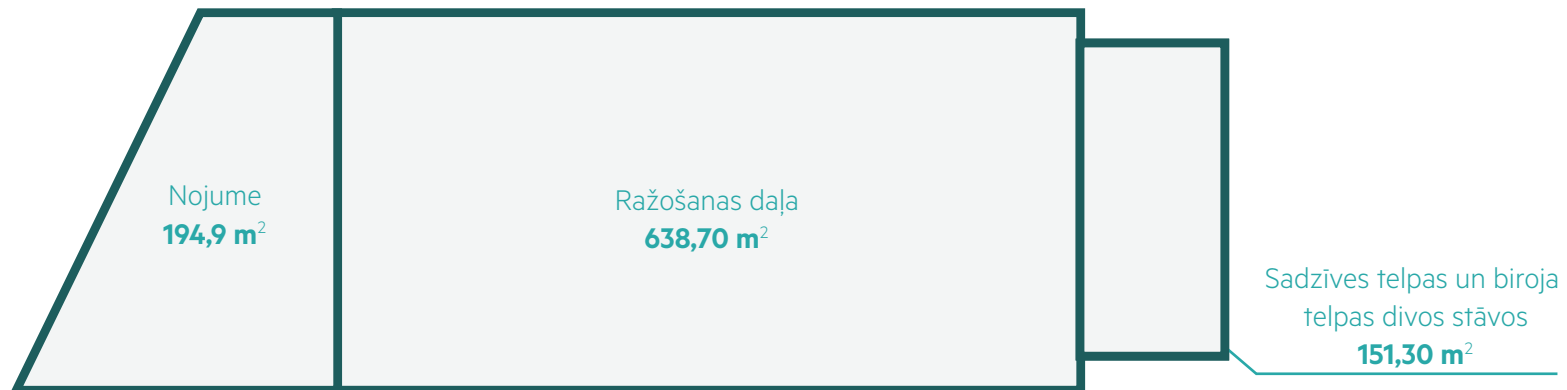 Nojume
194,9 m²
Ražošanas daļa
638,70 m²
Sadzīves telpas un biroja
telpas divos stāvos
151,30 m²